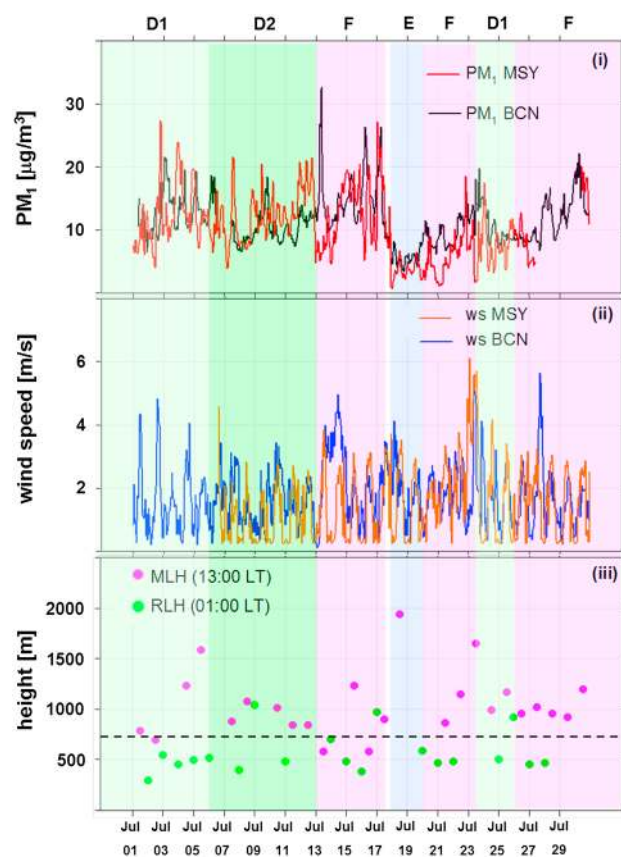 D1 D2 F E F D1 F
(i)
PM₁ MSY
PM₁ BCN
PM₁ [µg/m³]
30
20
10
(ii)
ws MSY
ws BCN
wind speed [m/s]
6
4
2
(iii)
MLH (13:00 LT)
RLH (01:00 LT)
height [m]
2000
1500
1000
500
Jul Jul Jul Jul Jul Jul Jul Jul Jul Jul Jul Jul Jul Jul Jul
01 03 05 07 09 11 13 15 17 19 21 23 25 27 29